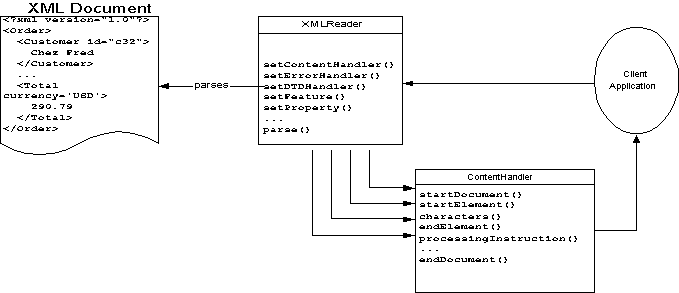 XML Document
<?xml version="1.0"?>
<Order>
<Customer id="c32">
Chez Fred
</Customer>
...
<Total
currency='USD'>
290.79
</Total>
</Order>
parses
XMLReader
setContentHandler()
setErrorHandler()
setDTDHandler()
setFeature()
setProperty()
...
parse()
Client
Application
ContentHandler
startDocument()
startElement()
characters()
endElement()
processingInstruction()
...
endDocument()